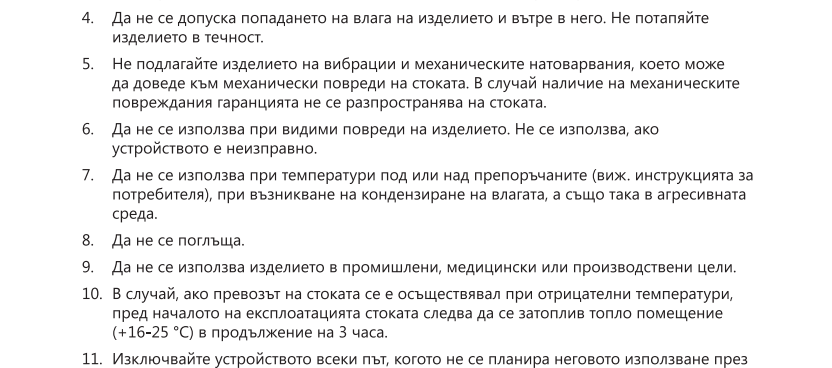 4. Да не се допуска попадането на влага на изделието и вътре в него. Не потапяйте
изделието в течност.
5. Не подлагайте изделието на вибрации и механическите натоварвания, което може
да доведе към механически повреди на стоката. В случай наличие на механическите
повреждания гаранцията не се разпространява на стоката.
6. Да не се използва при видими повреди на изделието. Не се използва, ако
устройството е неизправно.
7. Да не се използва при температури под или над препоръчаните (виж. инструкцията за
потребителя), при възникване на кондензиране на влагата, а също така в агресивната
среда.
8. Да не се поглъща.
9. Да не се използва изделието в промишлени, медицински или производствени цели.
10. В случай, ако превозът на стоката се е осъществявал при отрицателни температури,
пред началото на експлоатацията стоката следва да се затоплив топло помещение
(+16-25 °C) в продължение на 3 часа.
11. Изключвайте устройството всеки път, когото не се планира неговото използване през